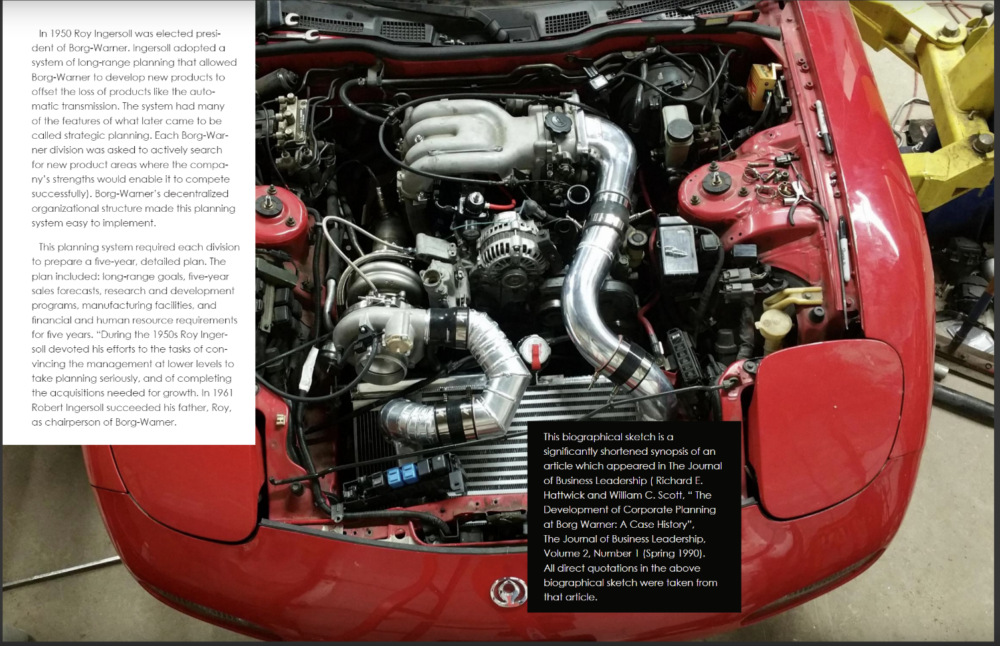 In 1950 Roy Ingersoll was elected presi-
dent of Borg-Warner. Ingersoll adopted a
system of long-range planning that allowed
Borg-Warner to develop new products to
offset the loss of products like the auto-
matic transmission. The system had many
of the features of what later came to be
called strategic planning. Each Borg-War-
ner division was asked to actively search
for new product areas where the compa-
ny's strengths would enable it to compete
successfully). Borg-Warner's decentralized
organizational structure made this planning
system easy to implement.
This planning system required each division
to prepare a five-year, detailed plan. The
plan included: long-range goals, five-year
sales forecasts, research and development
programs, manufacturing facilities, and
financial and human resource requirements
for five years. “During the 1950s Roy Inger-
soll devoted his efforts to the tasks of con-
vincing the management at lower levels to
take planning seriously, and of completing
the acquisitions needed for growth. In 1961
Robert Ingersoll succeeded his father, Roy,
as chairperson of Borg-Warner.
This biographical sketch is a
significantly shortened synopsis of an
article which appeared in The Journal
of Business Leadership ( Richard E.
Hattwick and William C. Scott, “ The
Development of Corporate Planning
at Borg Warner: A Case History”,
The Journal of Business Leadership,
Volume 2, Number 1 (Spring 1990).
All direct quotations in the above
biographical sketch were taken from
that article.